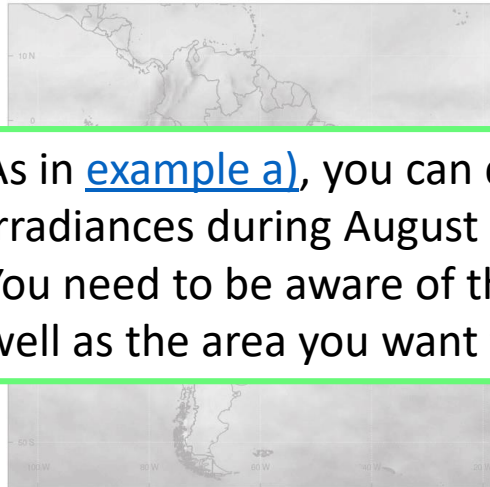 10 N
0
As in example a), you can
irradiances during August
You need to be aware of
well as the area you want
50 S
100 W 80 W 60 W 40 W